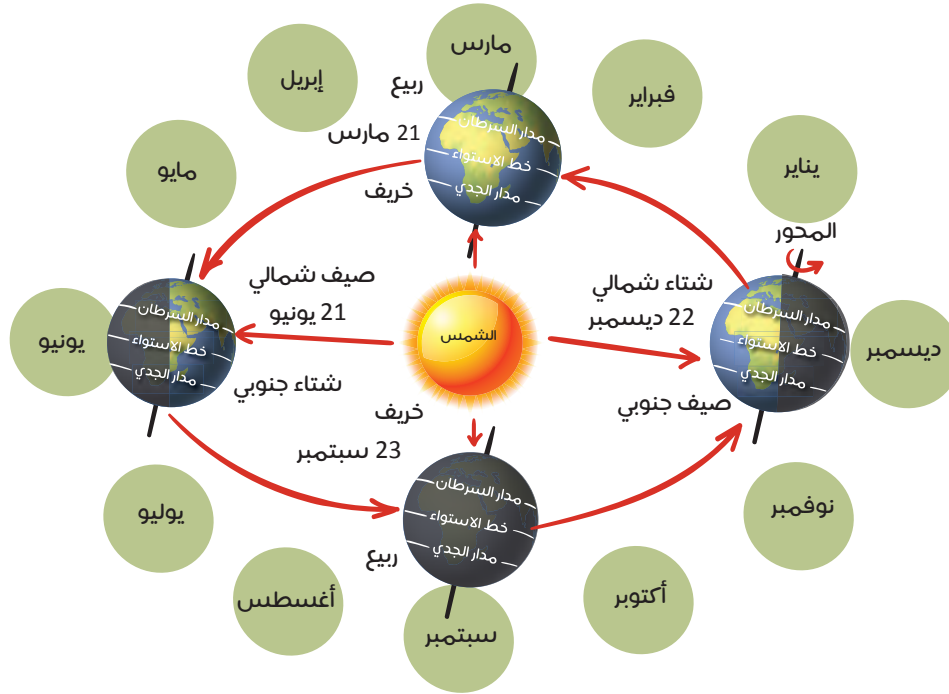 مارس
إبريل
فبراير
ربيع
21 مارس
خريف
مدار السرطان
خط الاستواء
مدار الجدي
مايو
يناير
المحور
صيف شمالي
21 يونيو
شتاء جنوبي
شتاء شمالي
22 ديسمبر
صيف جنوبي
الشمس
يونيو
مدار السرطان
خط الاستواء
مدار الجدي
مدار السرطان
خط الاستواء
مدار الجدي
ديسمبر
خريف
23 سبتمبر
ربيع
مدار السرطان
خط الاستواء
مدار الجدي
يوليو
نوفمبر
أغسطس
أكتوبر
سبتمبر